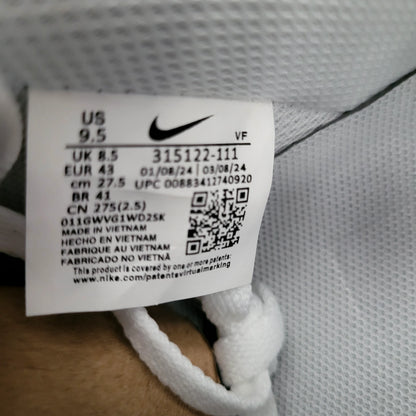 US
9.5
VF
UK 8.5 315122-111
EUR 43 01/08/24 | 03/08/24
cm 27.5 UPC 00883412740920
BR 41
CN 275(2.5)
011GWVG1WD25K
MADE IN VIETNAM
HECHO EN VIETNAM
FABRIQUE AU VIETNAM
FABRICADO NO VIETNÃ
This product is covered by one or more patents:
www.nike.com/patentsvirtualmarking